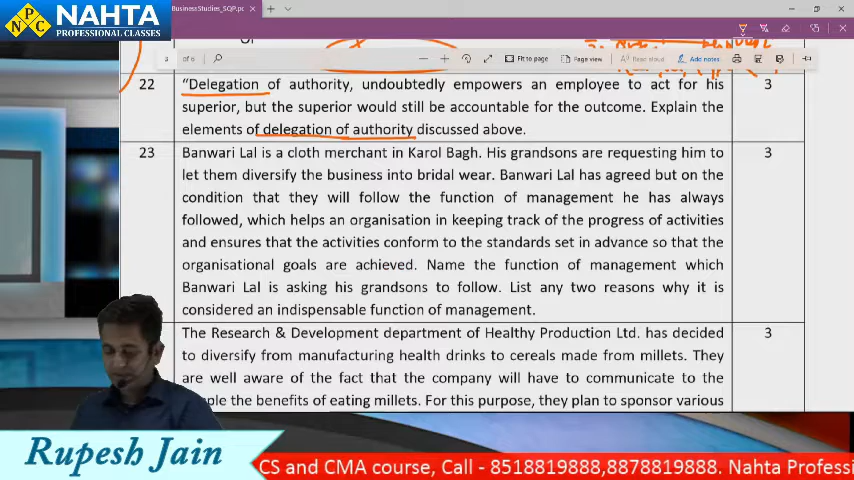 NPC
NAHTA
PROFESSIONAL CLASSES
BusinessStudies_SQP.pc
Or
of 6
Fit to page
Page view
Read aloud
Add notes
22
“Delegation of authority, undoubtedly empowers an employee to act for his
superior, but the superior would still be accountable for the outcome. Explain the
elements of delegation of authority discussed above.
3
23
Banwari Lal is a cloth merchant in Karol Bagh. His grandsons are requesting him to
let them diversify the business into bridal wear. Banwari Lal has agreed but on the
condition that they will follow the function of management he has always
followed, which helps an organisation in keeping track of the progress of activities
and ensures that the activities conform to the standards set in advance so that the
organisational goals are achieved. Name the function of management which
Banwari Lal is asking his grandsons to follow. List any two reasons why it is
considered an indispensable function of management.
3
The Research & Development department of Healthy Production Ltd. has decided
to diversify from manufacturing health drinks to cereals made from millets. They
are well aware of the fact that the company will have to communicate to the
the benefits of eating millets. For this purpose, they plan to sponsor various
3
Rupesh Jain
CS and CMA course, Call - 8518819888,8878819888. Nahta Professi